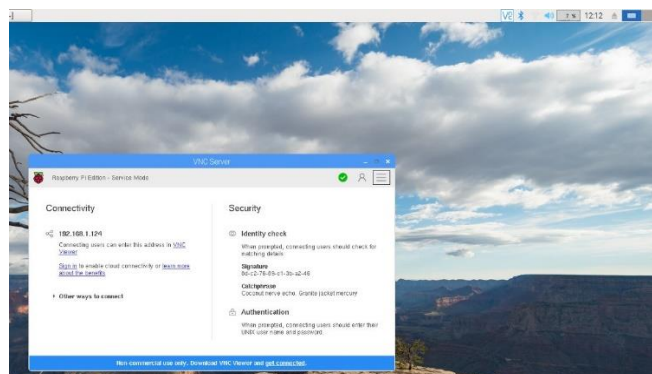 7 %
12:12
VNC Server
Raspberry Pi Edition - Service Mode
Connectivity
192.168.1.124
Connecting users can enter this address in VNC
Viewer
Sign in to enable cloud connectivity or learn more
about the benefits
Other ways to connect
Security
Identity check
When prompted, connecting users should check for
matching details
Signature
Catchphrase
Coconut nerve echo. Granite jacket mercury
Authentication
When prompted, connecting users should enter their
UNIX user name and password
Non-commercial use only. Download VNC Viewer and get connected.